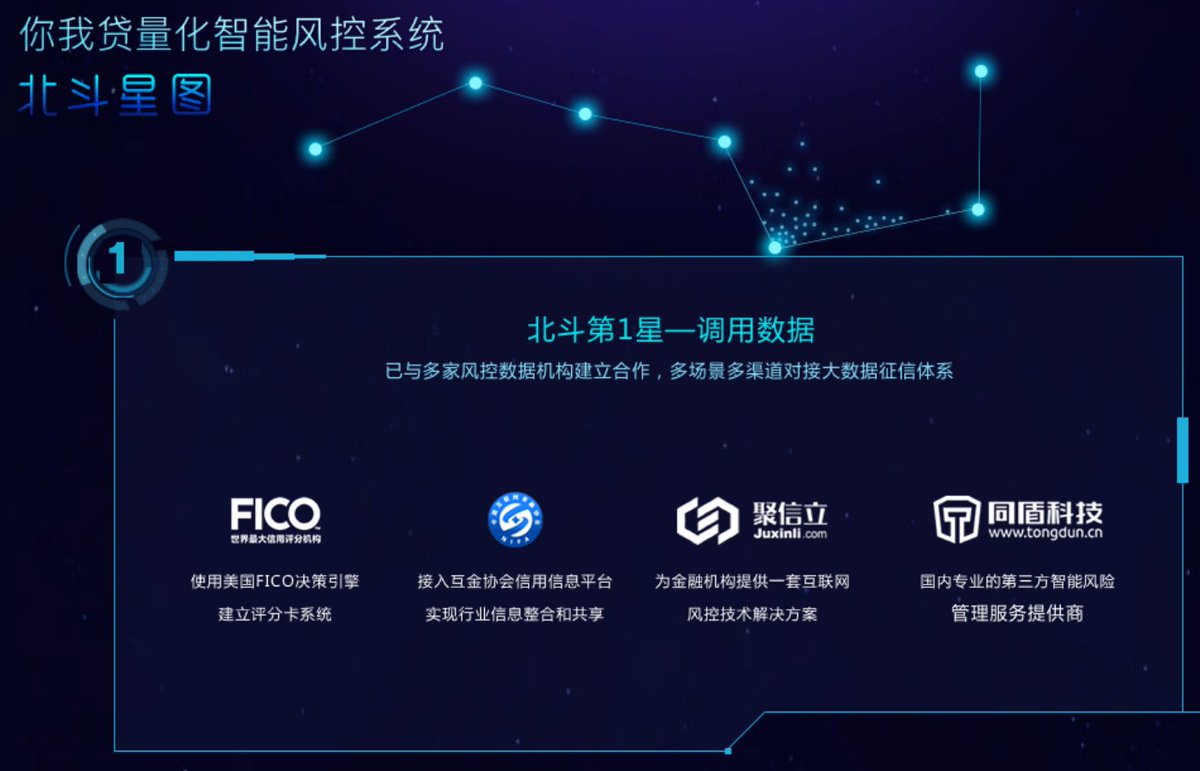 你我贷量化智能风控系统
北斗星图
1
北斗第1星—调用数据
已与多家风控数据机构建立合作，多场景多渠道对接大数据征信体系
FICO
世界最大信用评分机构
使用美国FICO决策引擎
建立评分卡系统
NIFA
接入互金协会信用信息平台
实现行业信息整合和共享
聚信立
Juxinli.com
为金融机构提供一套互联网
风控技术解决方案
同盾科技
www.tongdun.cn
国内专业的第三方智能风险
管理服务提供商